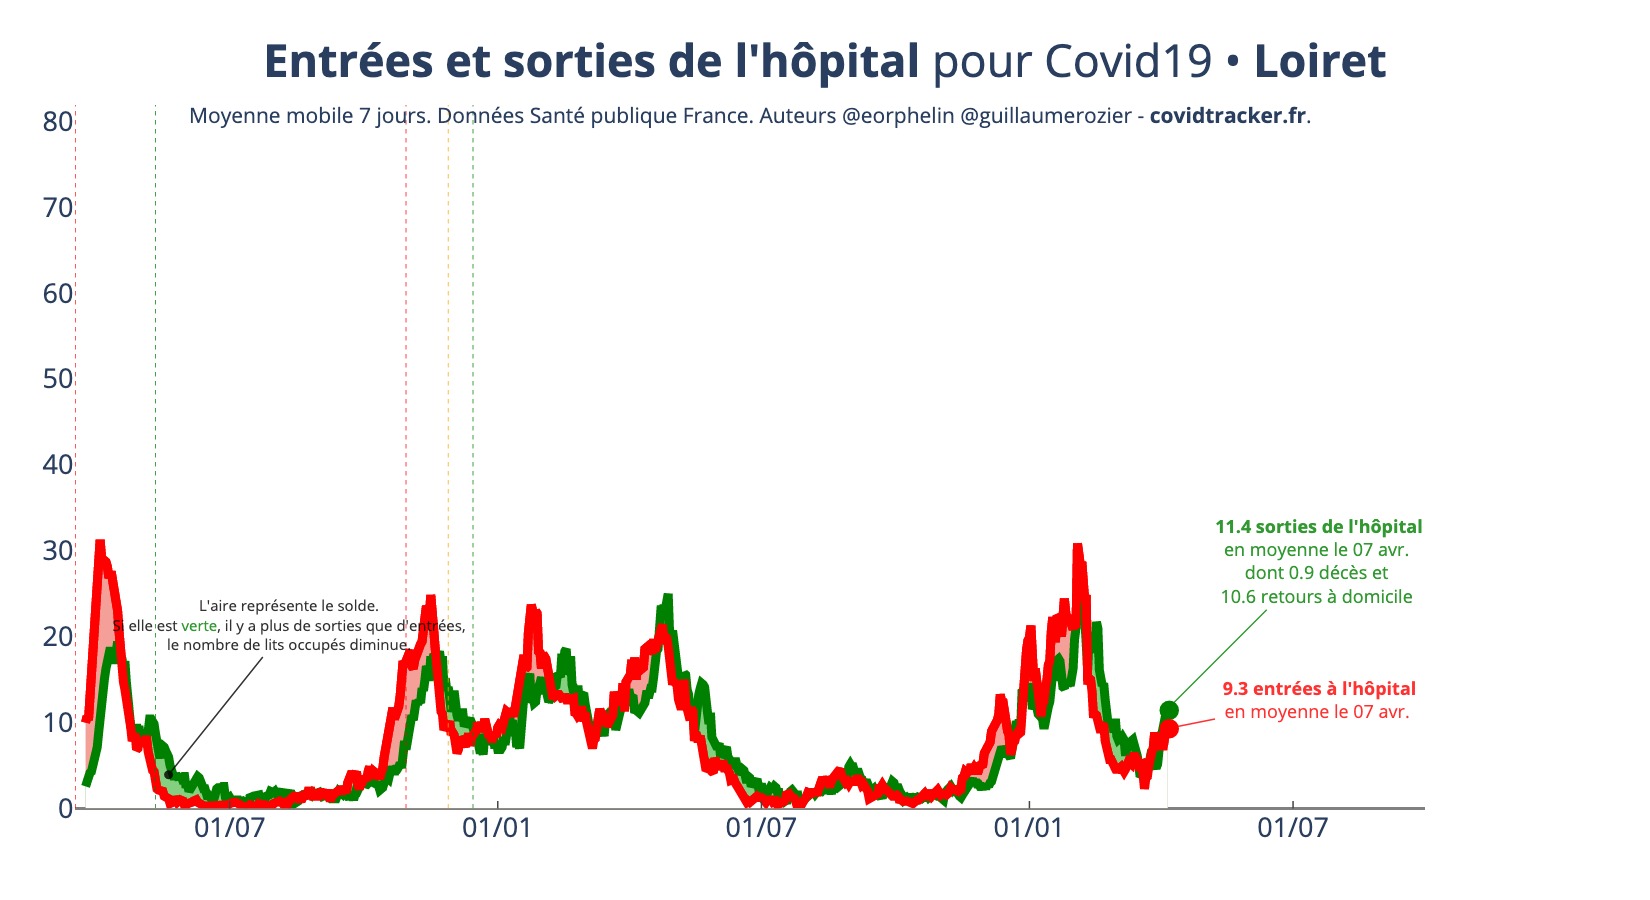 Entrées et sorties de l'hôpital pour Covid19 • Loiret
Moyenne mobile 7 jours. Données Santé publique France. Auteurs @eorphelin @guillaumerozier - covidtracker.fr.
80
70
60
50
40
30
20
10
0
L'aire représente le solde.
Si elle est verte, il y a plus de sorties que d'entrées,
le nombre de lits occupés diminue.
11.4 sorties de l'hôpital
en moyenne le 07 avr.
dont 0.9 décès et
10.6 retours à domicile
9.3 entrées à l'hôpital
en moyenne le 07 avr.
01/07
01/01
01/07
01/01
01/07